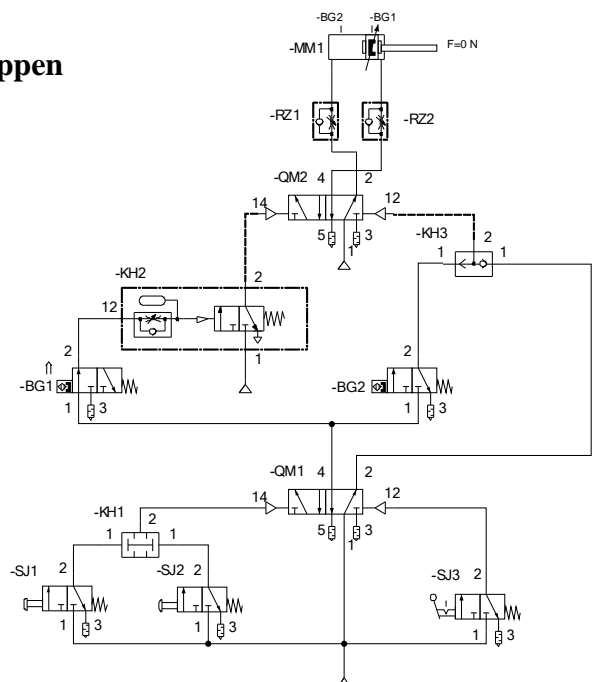 -BG2 -BG1
-MM1 F=0 N
ppen
-RZ1 -RZ2
-QM2 4 2
14 12
5 1 3
-KH3 2
1 1
-KH2 2
12
1
2 2
-BG1 -BG2
1 3 1 3
-QM1 4 2
14 12
5 1 3
-KH1 2
1 1
-SJ1 2 -SJ2 2 -SJ3 2
1 3 1 3 1 3